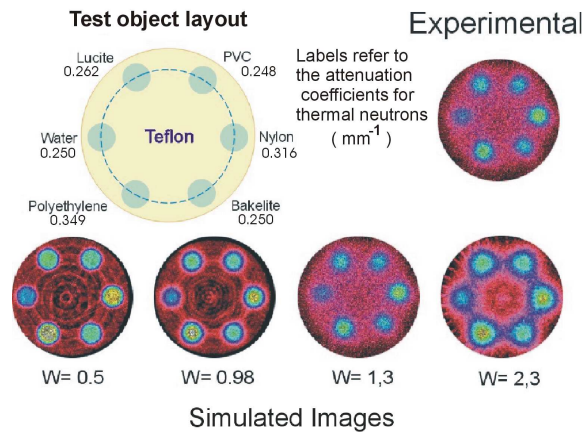 Test object layout
Experimental
Lucite
0.262
PVC
0.248
Labels refer to
the attenuation
coefficients for
thermal neutrons
( mm-1 )
Water
0.250
Teflon
Nylon
0.316
Polyethylene
0.349
Bakelite
0.250
W= 0.5
W= 0.98
W= 1,3
W= 2,3
Simulated Images